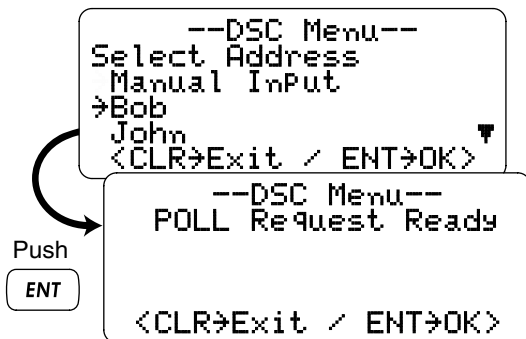 --DSC Menu--
Select Address
Manual InPut
→Bob
John ▼
<CLR→Exit / ENT→OK>
--DSC Menu--
POLL Request Ready
<CLR→Exit / ENT→OK>
Push
ENT